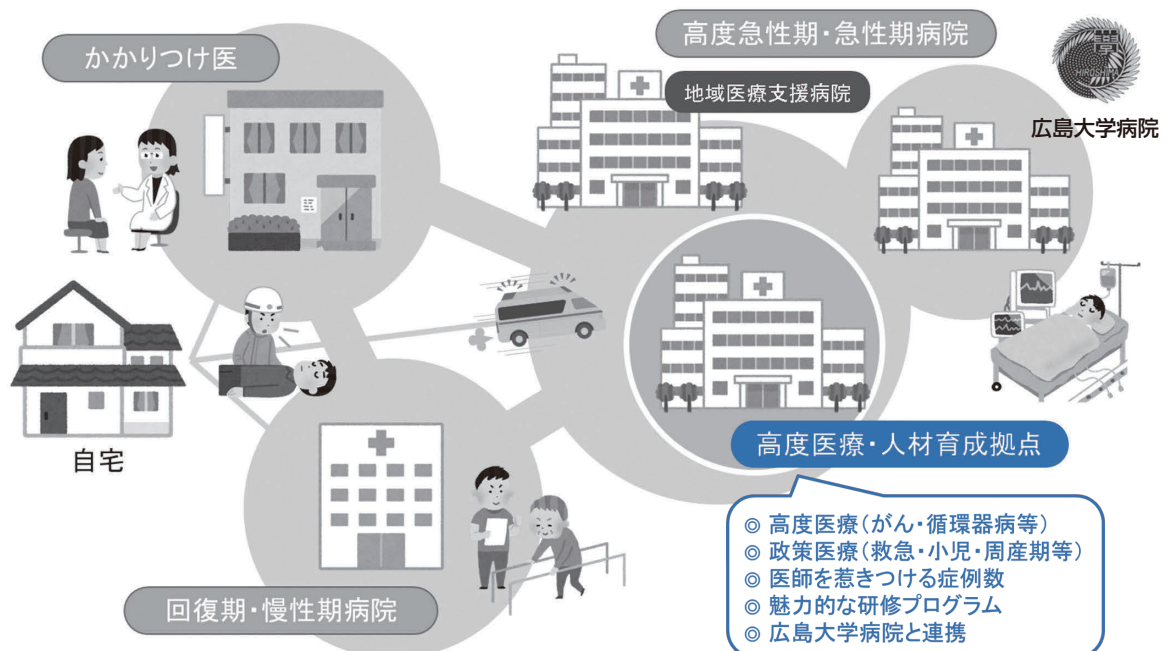 かかりつけ医
高度急性期・急性期病院
地域医療支援病院
學
HIROSHIMA
広島大学病院
自宅
高度医療・人材育成拠点
◎ 高度医療（がん・循環器病等）
◎ 政策医療（救急・小児・周産期等）
◎ 医師を惹きつける症例数
◎ 魅力的な研修プログラム
◎ 広島大学病院と連携
回復期・慢性期病院